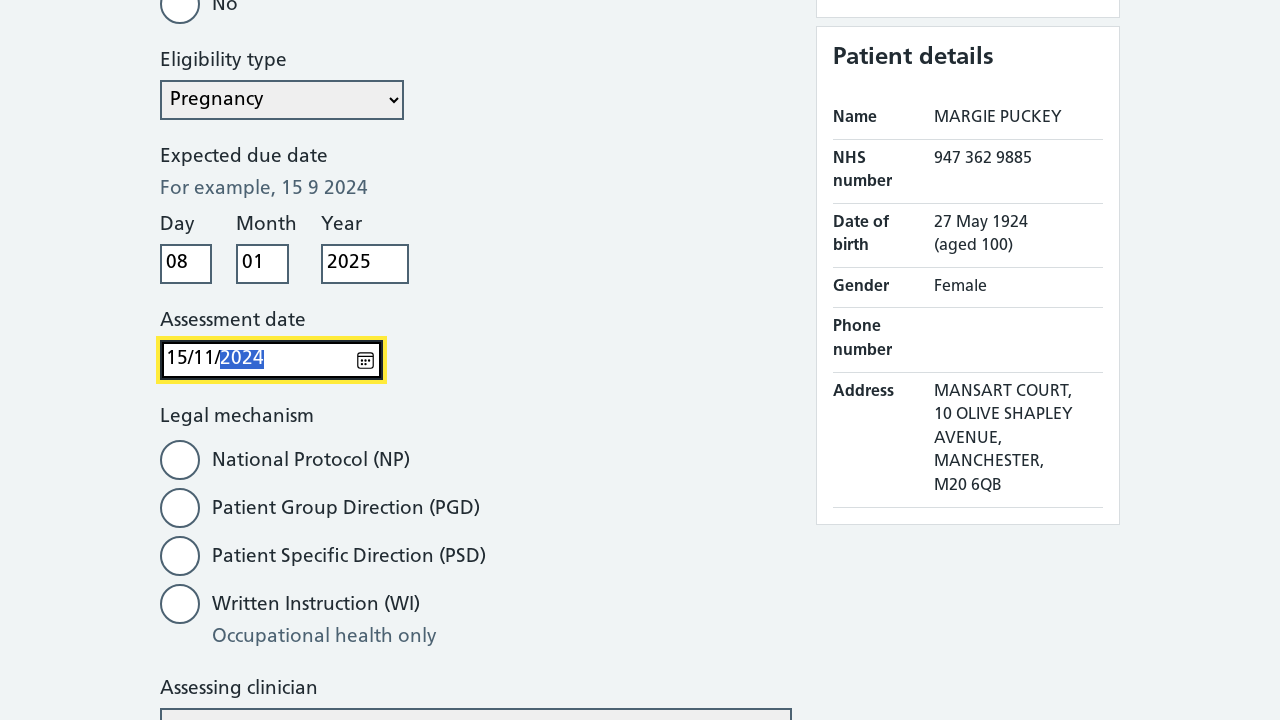 No
Eligibility type
Pregnancy
Expected due date
For example, 15 9 2024
Day Month Year
08 01 2025
Assessment date
15/11/2024
Legal mechanism
National Protocol (NP)
Patient Group Direction (PGD)
Patient Specific Direction (PSD)
Written Instruction (WI)
Occupational health only
Assessing clinician
Patient details
Name MARGIE PUCKEY
NHS number 947 362 9885
Date of birth 27 May 1924 (aged 100)
Gender Female
Phone number
Address MANSART COURT,
10 OLIVE SHAPLEY
AVENUE,
MANCHESTER,
M20 6QB